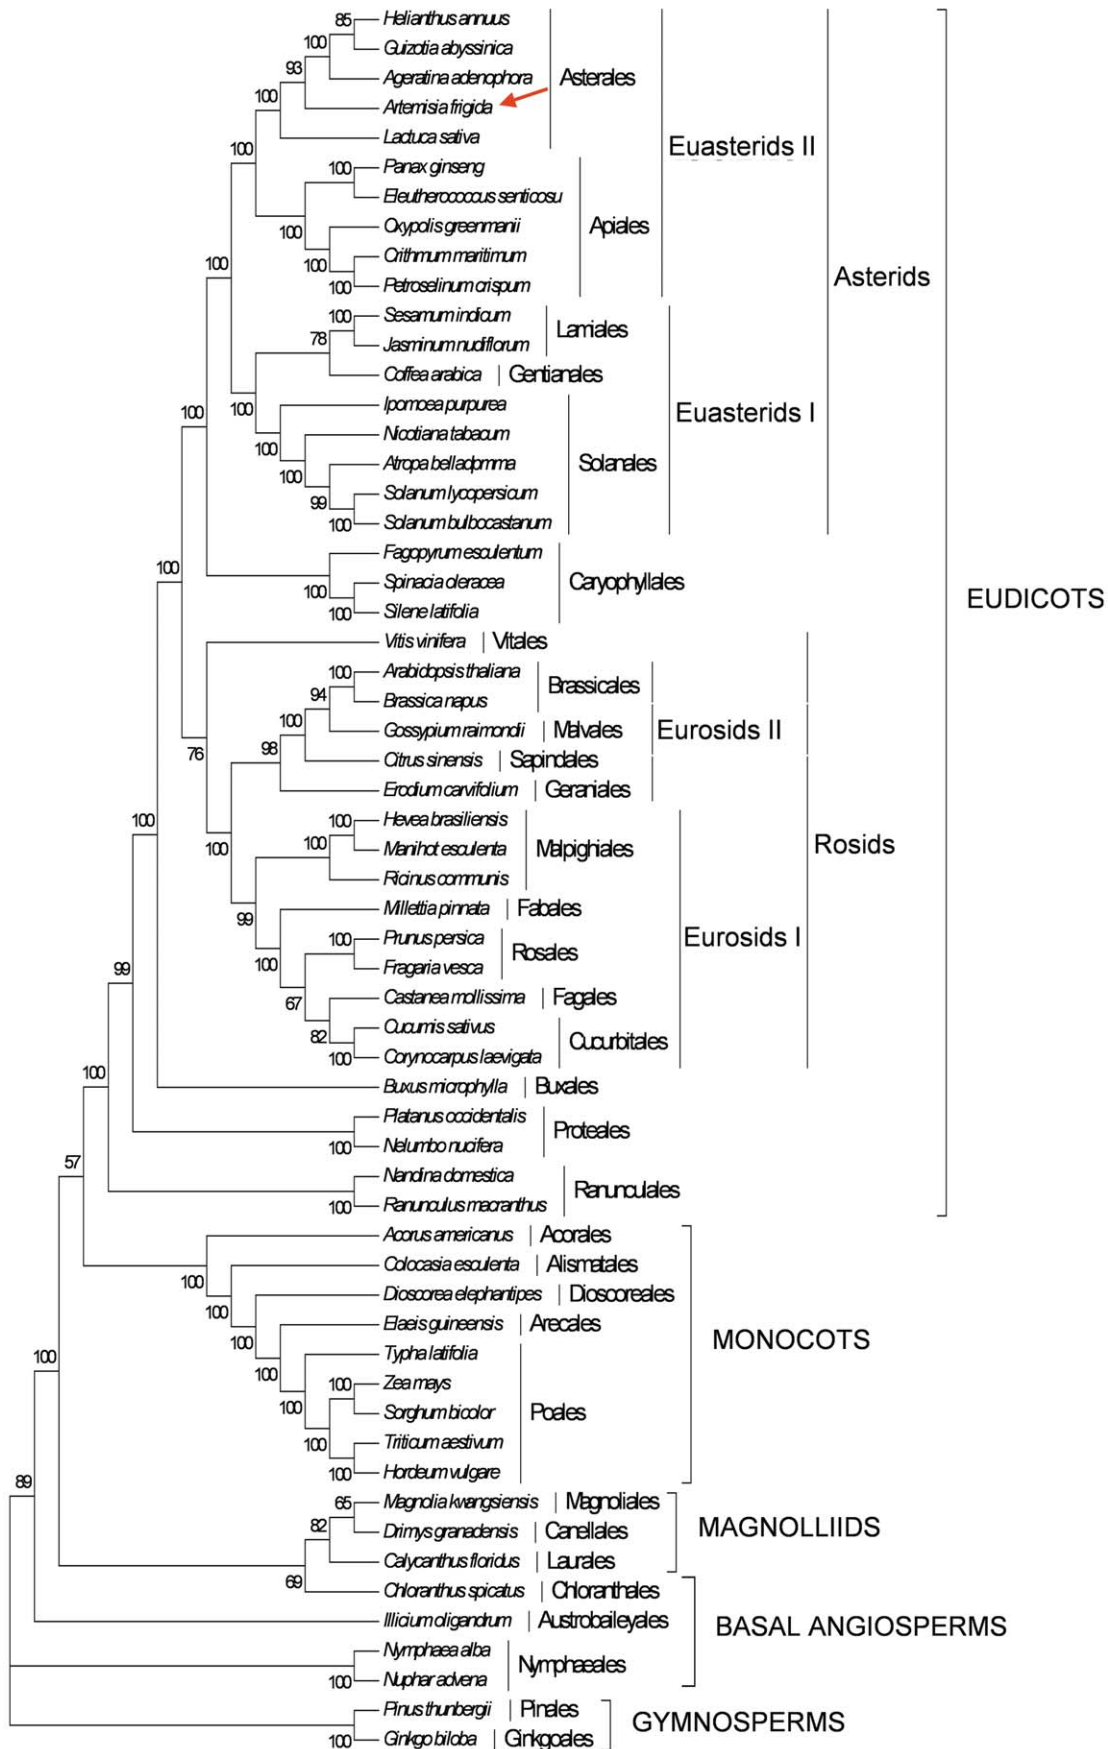 85 Helianthus annuus
100 Guizotia abyssinica
93 Ageratina adenophora Asterales
100 Artemisia frigida
Lactuca sativa
100 Euasterids II
100 Panax ginseng
Eleutherococcus senticosu
100 Oxypolis greenmanii Apiales
100 Crithmum maritimum
100 100 Petroselinum crispum Asterids
100 Sesamum indicum
78 Jasminum nudiflorum Lamiales
Coffea arabica Gentianales
100 100 Ipomoea purpurea Euasterids I
100 Nicotiana tabacum
100 Atropa belladpmma Solanales
99 Solanum lycopersicum
100 Solanum bulbocastanum
Fagopyrum esculentum
100 100 Spinacia oleracea Caryophyllales
100 Silene latifolia EUDICOTS
Vitis vinifera Vitales
100 Arabidopsis thaliana
94 Brassica napus Brassicales
100 Gossypium raimondii Malvales Eurosids II
76 98 Citrus sinensis Sapindales
Erodium carvifolium Geraniales
100 100 Hevea brasiliensis
100 100 Manihot esculenta Malpighiales Rosids
Ricinus communis
99 Millettia pinnata Fabales
100 Prunus persica Eurosids I
99 100 Fragaria vesca Rosales
67 Castanea mollissima Fagales
82 Cucumis sativus
100 Corynocarpus laevigata Cucurbitales
100 Buxus microphylla Buxales
Platanus occidentalis
100 Nelumbo nucifera Proteales
57 Nandina domestica
100 Ranunculus macranthus Ranunculales
Acorus americanus Acorales
100 Colocasia esculenta Alismatales
100 Dioscorea elephantipes Dioscoreales
100 Elaeis guineensis Arecales MONOCOTS
100 100 Typha latifolia
100 100 Zea mays
Sorghum bicolor Poales
100 Triticum aestivum
89 100 Hordeum vulgare
65 Magnolia kwangsiensis Magnoliales
82 Drimys granadensis Canellales MAGNOLLIIDS
Calycanthus floridus Laurales
69 Chloranthus spicatus Chloranthales
Illicium oligandrum Austrobaileyales BASAL ANGIOSPERMS
Nymphaea alba
100 Nuphar advena Nymphaeales
Pinus thunbergii Pinales GYMNOSPERMS
100 Ginkgo biloba Ginkgoales